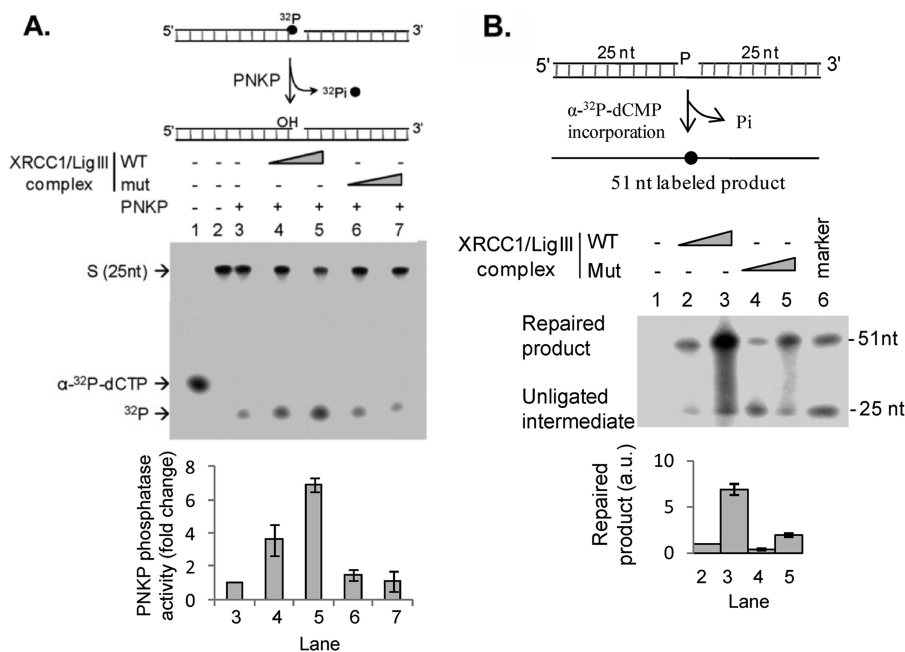 A.
32P
5' 3'
PNKP
32Pi
OH
5' 3'
XRCC1/Lig III complex
WT - - - - -
mut - - - - -
PNKP - - + + + + +
1 2 3 4 5 6 7
S (25nt)
α-32P-dCTP
32P
PNKP phosphatase activity (fold change)
8
6
4
2
0
3 4 5 6 7
Lane
B.
25 nt P 25 nt
5' 3'
α-32P-dCMP incorporation
Pi
51 nt labeled product
XRCC1/Lig III complex
WT - - -
Mut - - -
marker
1 2 3 4 5 6
Repaired product
-51nt
Unligated intermediate
-25 nt
Repaired product (a.u.)
10
5
0
2 3 4 5
Lane